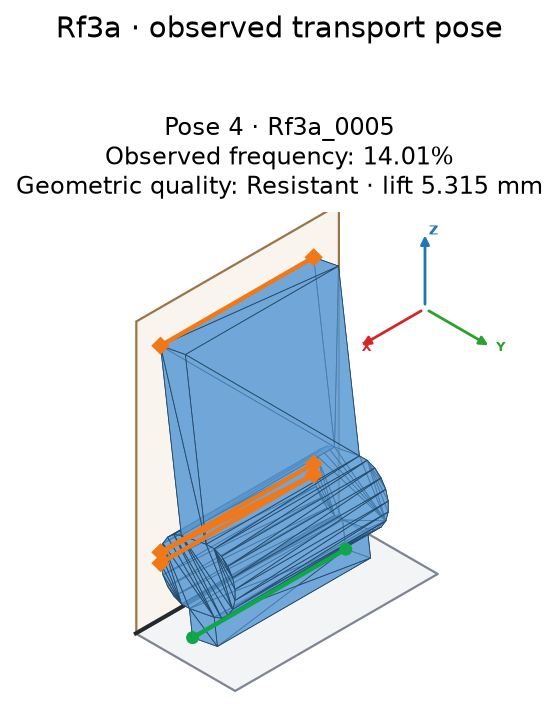 Rf3a · observed transport pose
Pose 4 · Rf3a_0005
Observed frequency: 14.01%
Geometric quality: Resistant · lift 5.315 mm
Z
X
Y